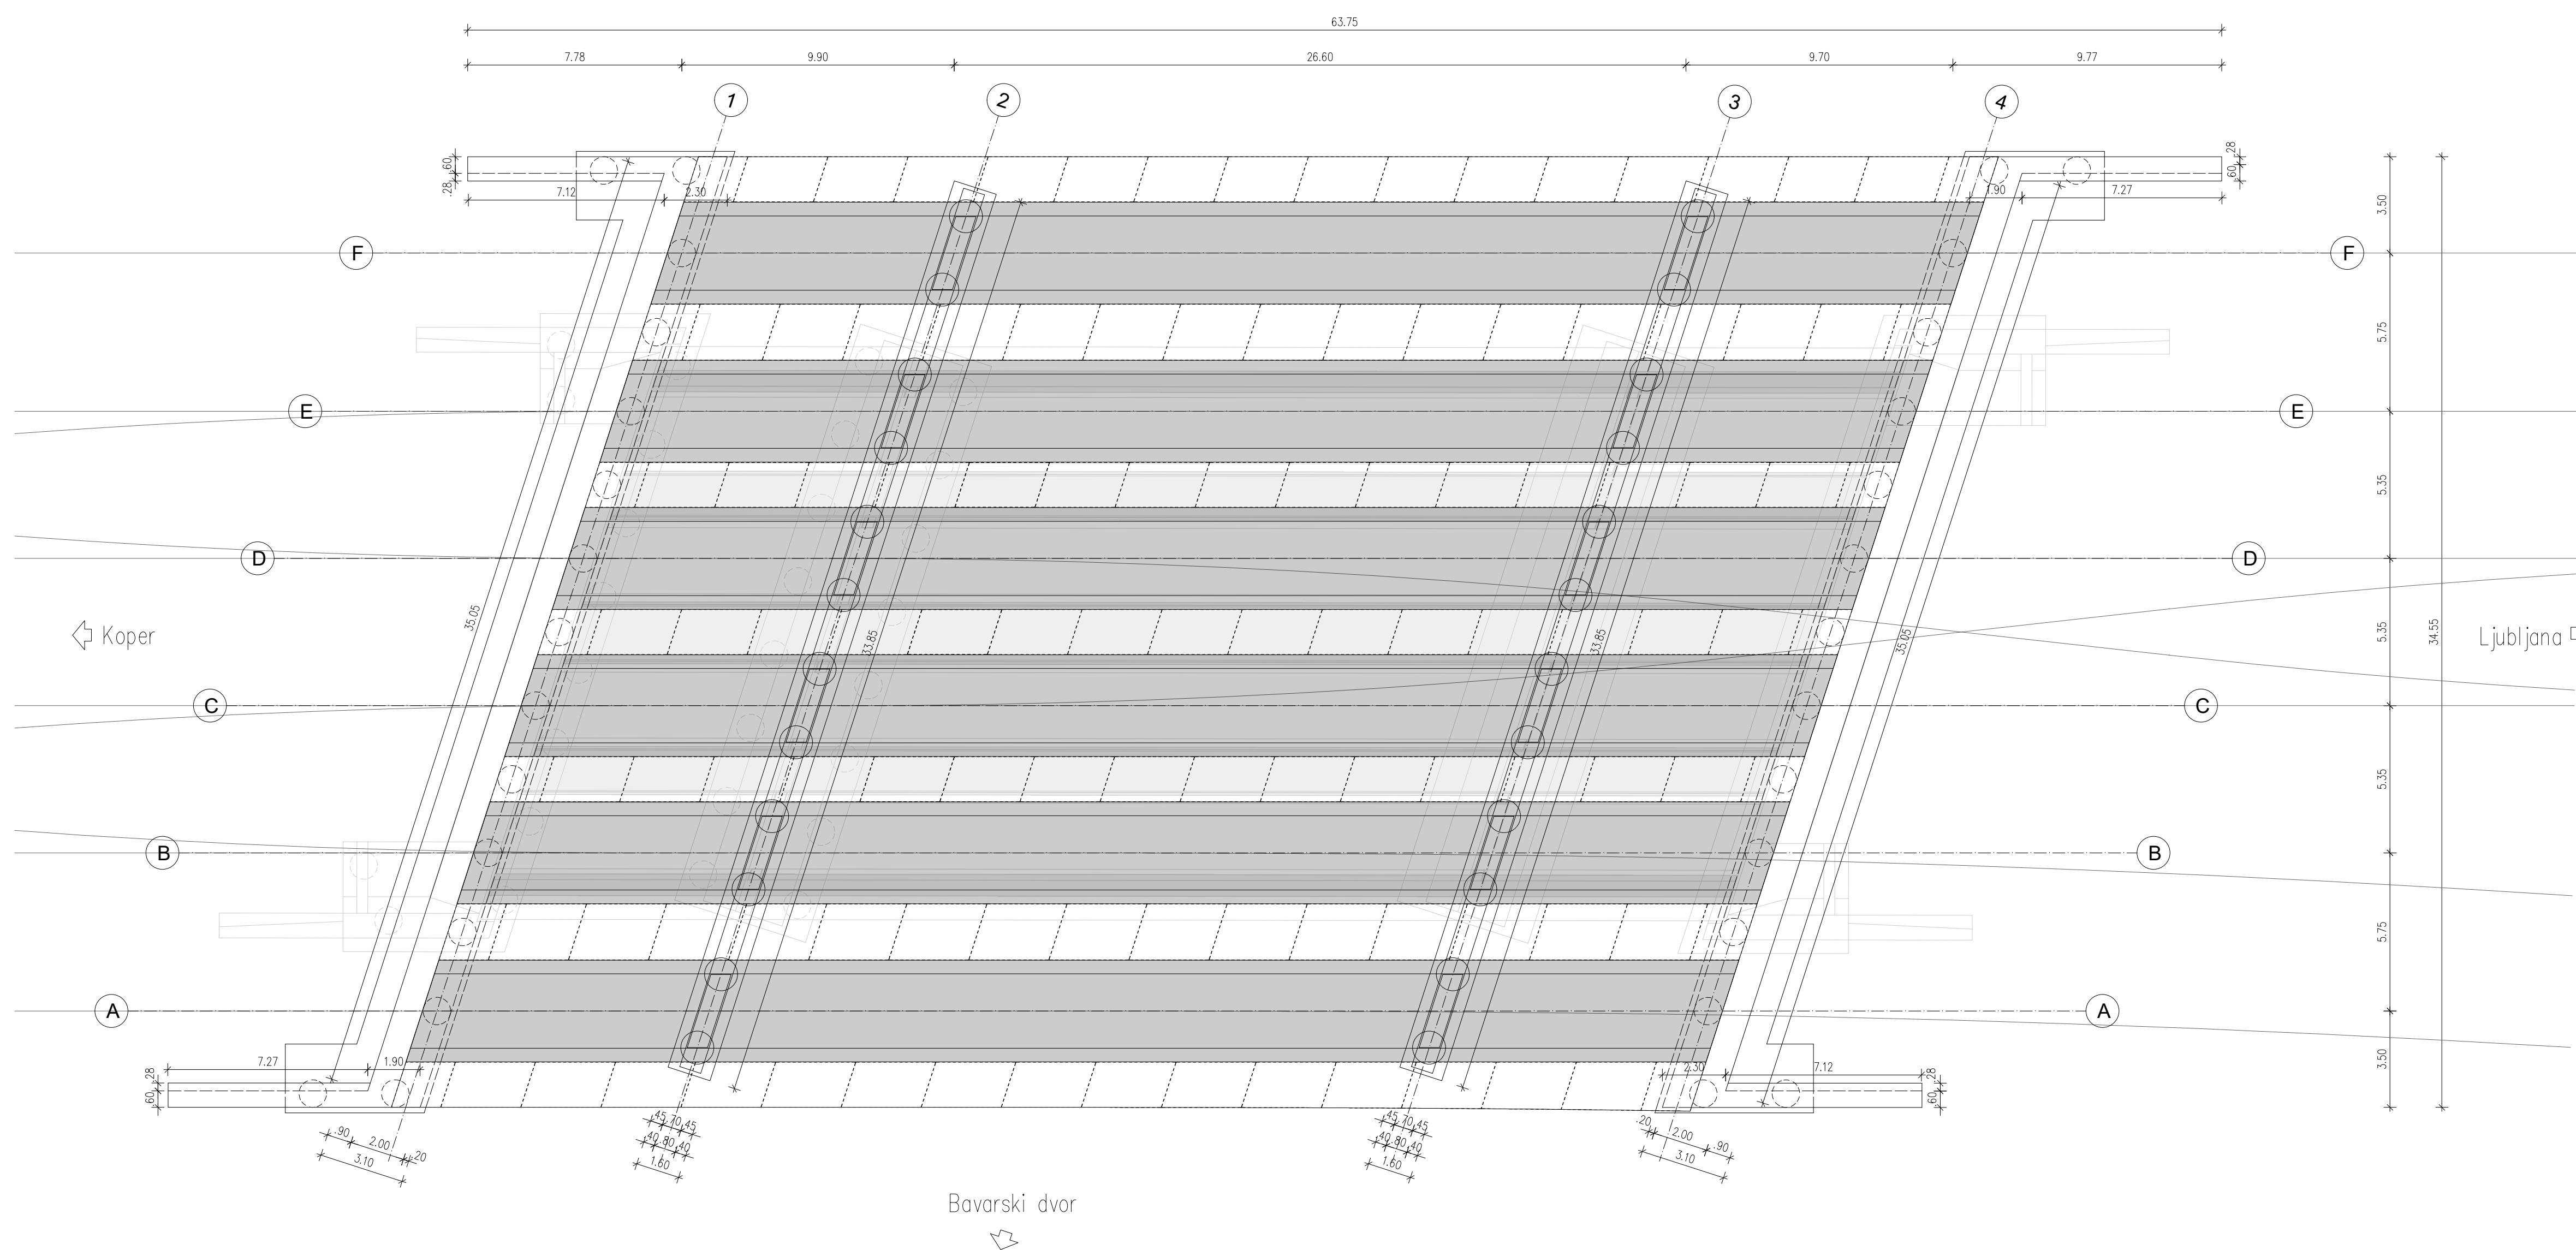 63.75
7.78 9.90 26.60 9.70 9.77
1 2 3 4
.60 .28
.28 .60
7.12 2.30 1.90 7.27
3.50
F F
5.75
E E
5.35
D D
35.05 33.85 33.85 35.05
5.35 34.55
Koper Ljubljana
C C
5.35
B B
5.75
A A
3.50
7.27 1.90 2.30 7.12
.28 .28
.60 .60
.45 .70 .45 .45 .70 .45
.90 2.00 .20 .40 .80 .40 .40 .80 .40 .20 2.00 .90
3.10 1.60 1.60 3.10
Bavarski dvor